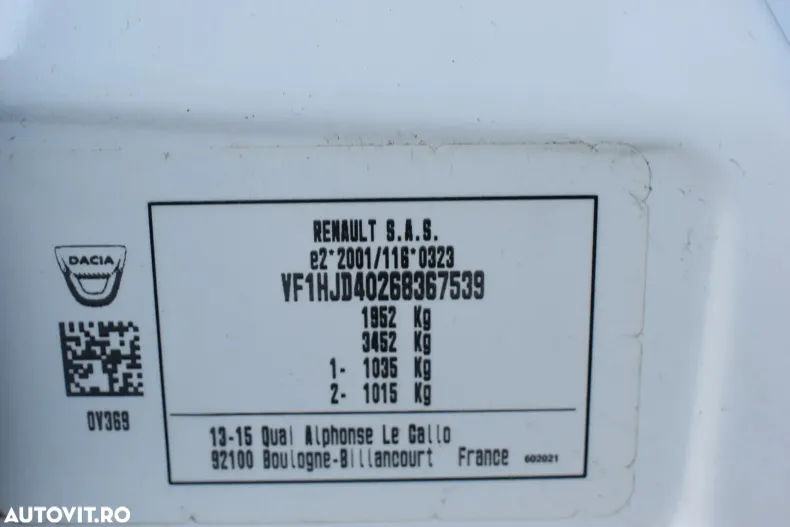 RENAULT S.A.S.
e2*2001/116*0323
VF1HJD40268367539
1952 Kg
3452 Kg
1- 1035 Kg
2- 1015 Kg
DACIA
0V369
13-15 Quai Alphonse Le Gallo
92100 Boulogne-Billancourt France 602021
AUTOVIT.RO